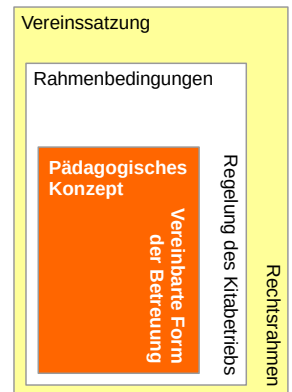 Vereinssatzung
Rahmenbedingungen
Pädagogisches
Konzept
Vereinbarte Form
der Betreuung
Regelung des Kitabetriebs
Rechtsrahmen